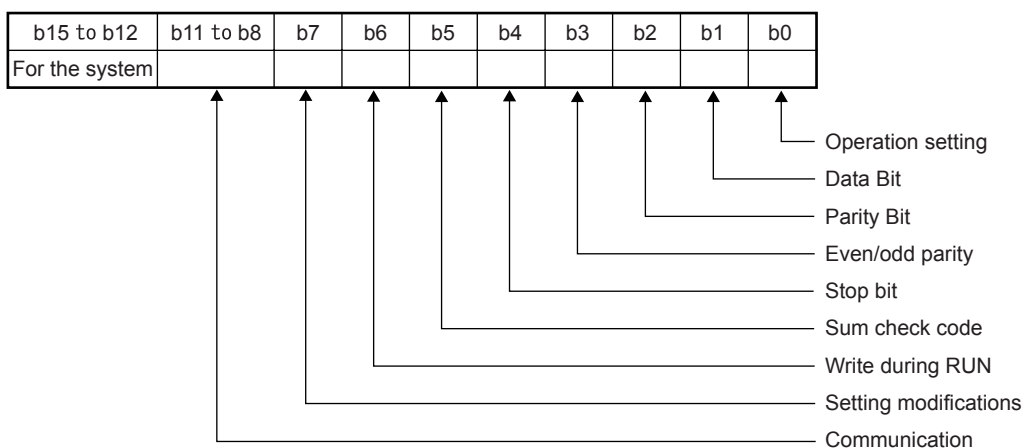 b15 to b12 b11 to b8 b7 b6 b5 b4 b3 b2 b1 b0
For the system
Operation setting
Data Bit
Parity Bit
Even/odd parity
Stop bit
Sum check code
Write during RUN
Setting modifications
Communication